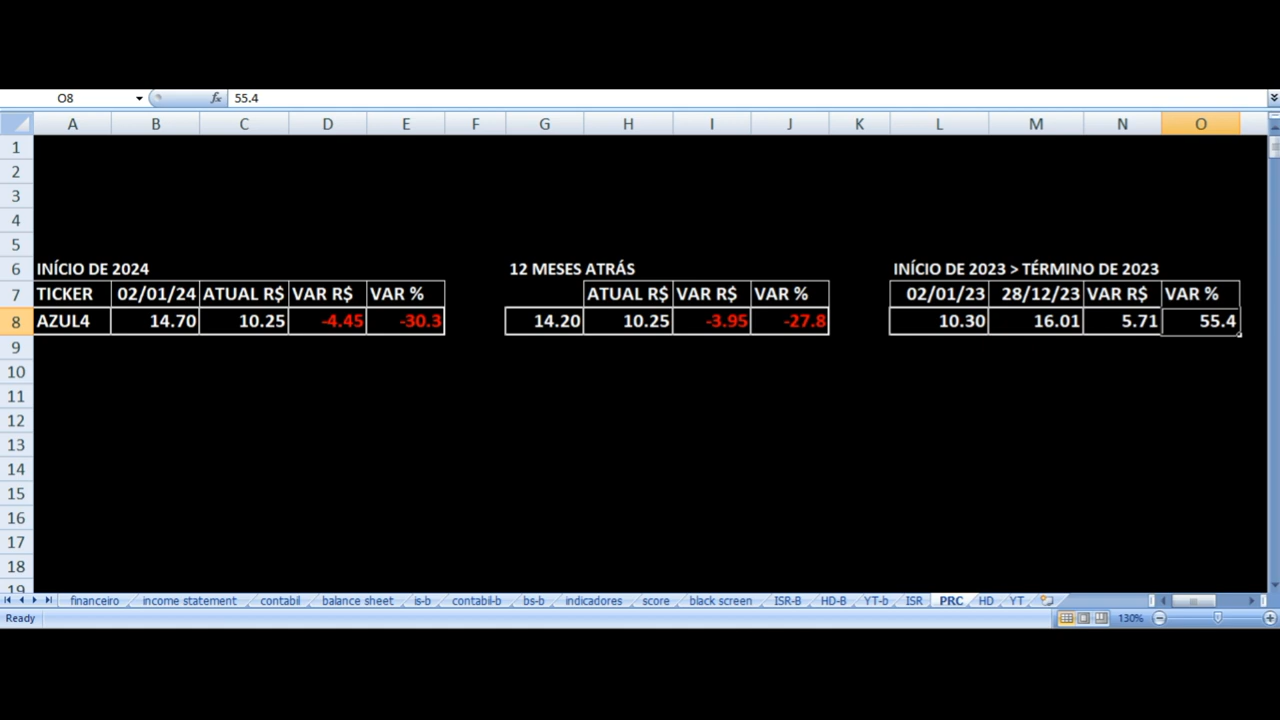 O8 fx 55.4
A B C D E F G H I J K L M N O
1
2
3
4
5
6 INÍCIO DE 2024 12 MESES ATRÁS INÍCIO DE 2023 > TÉRMINO DE 2023
7 TICKER 02/01/24 ATUAL R$ VAR R$ VAR % ATUAL R$ VAR R$ VAR % 02/01/23 28/12/23 VAR R$ VAR %
8 AZUL4 14.70 10.25 -4.45 -30.3 14.20 10.25 -3.95 -27.8 10.30 16.01 5.71 55.4
9
10
11
12
13
14
15
16
17
18
19
financeiro income statement contabil balance sheet is-b contabil-b bs-b indicadores score black screen ISR-B HD-B YT-b ISR PRC HD YT
Ready 130%